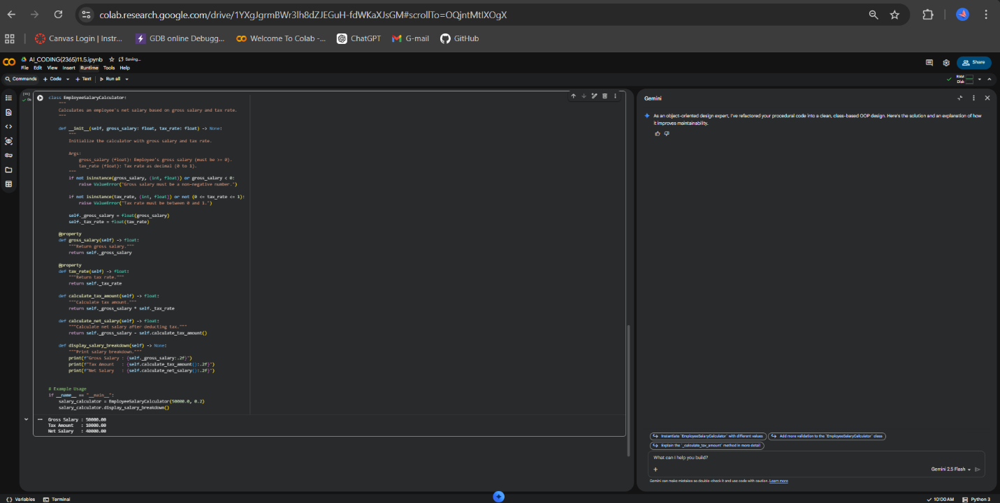 colab.research.google.com/drive/1YXgJgrmBWr3lh8dZJEGuH-fdWKaXJsGM#scrollTo=OQjntMtIXOgX
Canvas Login | Instr...
GDB online Debugg...
Welcome To Colab -...
ChatGPT
G-mail
GitHub
AI_CODING(2365)11.5.ipynb
Saving...
File Edit View Insert Runtime Tools Help
Share
Commands + Code + Text Run all
RAM
Disk
[11]
0s
class EmployeeSalaryCalculator:
"""
Calculates an employee's net salary based on gross salary and tax rate.
"""
def __init__(self, gross_salary: float, tax_rate: float) -> None:
"""
Initialize the calculator with gross salary and tax rate.
Args:
gross_salary (float): Employee's gross salary (must be >= 0).
tax_rate (float): Tax rate as decimal (0 to 1).
"""
if not isinstance(gross_salary, (int, float)) or gross_salary < 0:
raise ValueError("Gross salary must be a non-negative number.")
if not isinstance(tax_rate, (int, float)) or not (0 <= tax_rate <= 1):
raise ValueError("Tax rate must be between 0 and 1.")
self._gross_salary = float(gross_salary)
self._tax_rate = float(tax_rate)
@property
def gross_salary(self) -> float:
"""Return gross salary."""
return self._gross_salary
@property
def tax_rate(self) -> float:
"""Return tax rate."""
return self._tax_rate
def calculate_tax_amount(self) -> float:
"""Calculate tax amount."""
return self._gross_salary * self._tax_rate
def calculate_net_salary(self) -> float:
"""Calculate net salary after deducting tax."""
return self._gross_salary - self.calculate_tax_amount()
def display_salary_breakdown(self) -> None:
"""Print salary breakdown."""
print(f"Gross Salary : {self._gross_salary:.2f}")
print(f"Tax Amount   : {self.calculate_tax_amount():.2f}")
print(f"Net Salary   : {self.calculate_net_salary():.2f}")
# Example Usage
if __name__ == "__main__":
salary_calculator = EmployeeSalaryCalculator(50000.0, 0.2)
salary_calculator.display_salary_breakdown()
Gross Salary : 50000.00
Tax Amount   : 10000.00
Net Salary   : 40000.00
Gemini
As an object-oriented design expert, I've refactored your procedural code into a clean, class-based OOP design. Here's the solution and an explanation of how
it improves maintainability.
Instantiate `EmployeeSalaryCalculator` with different values
Add more validation to the `EmployeeSalaryCalculator` class
Explain the `_calculate_tax_amount` method in more detail
What can I help you build?
+
Gemini 2.5 Flash
Gemini can make mistakes so double-check it and use code with caution. Learn more
Variables
Terminal
10:00 AM
Python 3